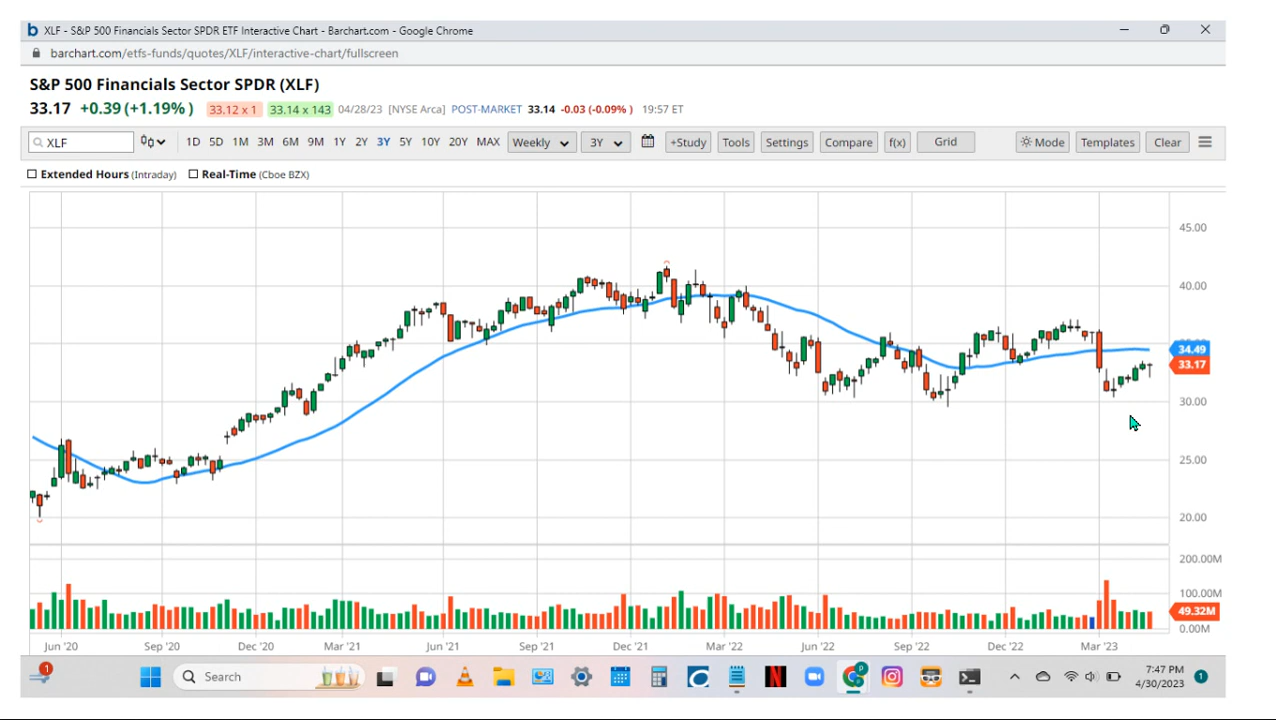 XLF - S&P 500 Financials Sector SPDR ETF Interactive Chart - Barchart.com - Google Chrome
barchart.com/etfs-funds/quotes/XLF/interactive-chart/fullscreen
S&P 500 Financials Sector SPDR (XLF)
33.17 +0.39 (+1.19%) 33.12 x 1 33.14 x 143 04/28/23 [NYSE Arca] POST-MARKET 33.14 -0.03 (-0.09%) 19:57 ET
XLF 1D 5D 1M 3M 6M 9M 1Y 2Y 3Y 5Y 10Y 20Y MAX Weekly 3Y +Study Tools Settings Compare f(x) Grid Mode Templates Clear
Extended Hours (Intraday) Real-Time (Cboe BZX)
45.00
40.00
34.49
33.17
30.00
25.00
20.00
200.00M
100.00M
49.32M
0.00M
Jun '20 Sep '20 Dec '20 Mar '21 Jun '21 Sep '21 Dec '21 Mar '22 Jun '22 Sep '22 Dec '22 Mar '23
1 Search 7:47 PM 1
4/30/2023